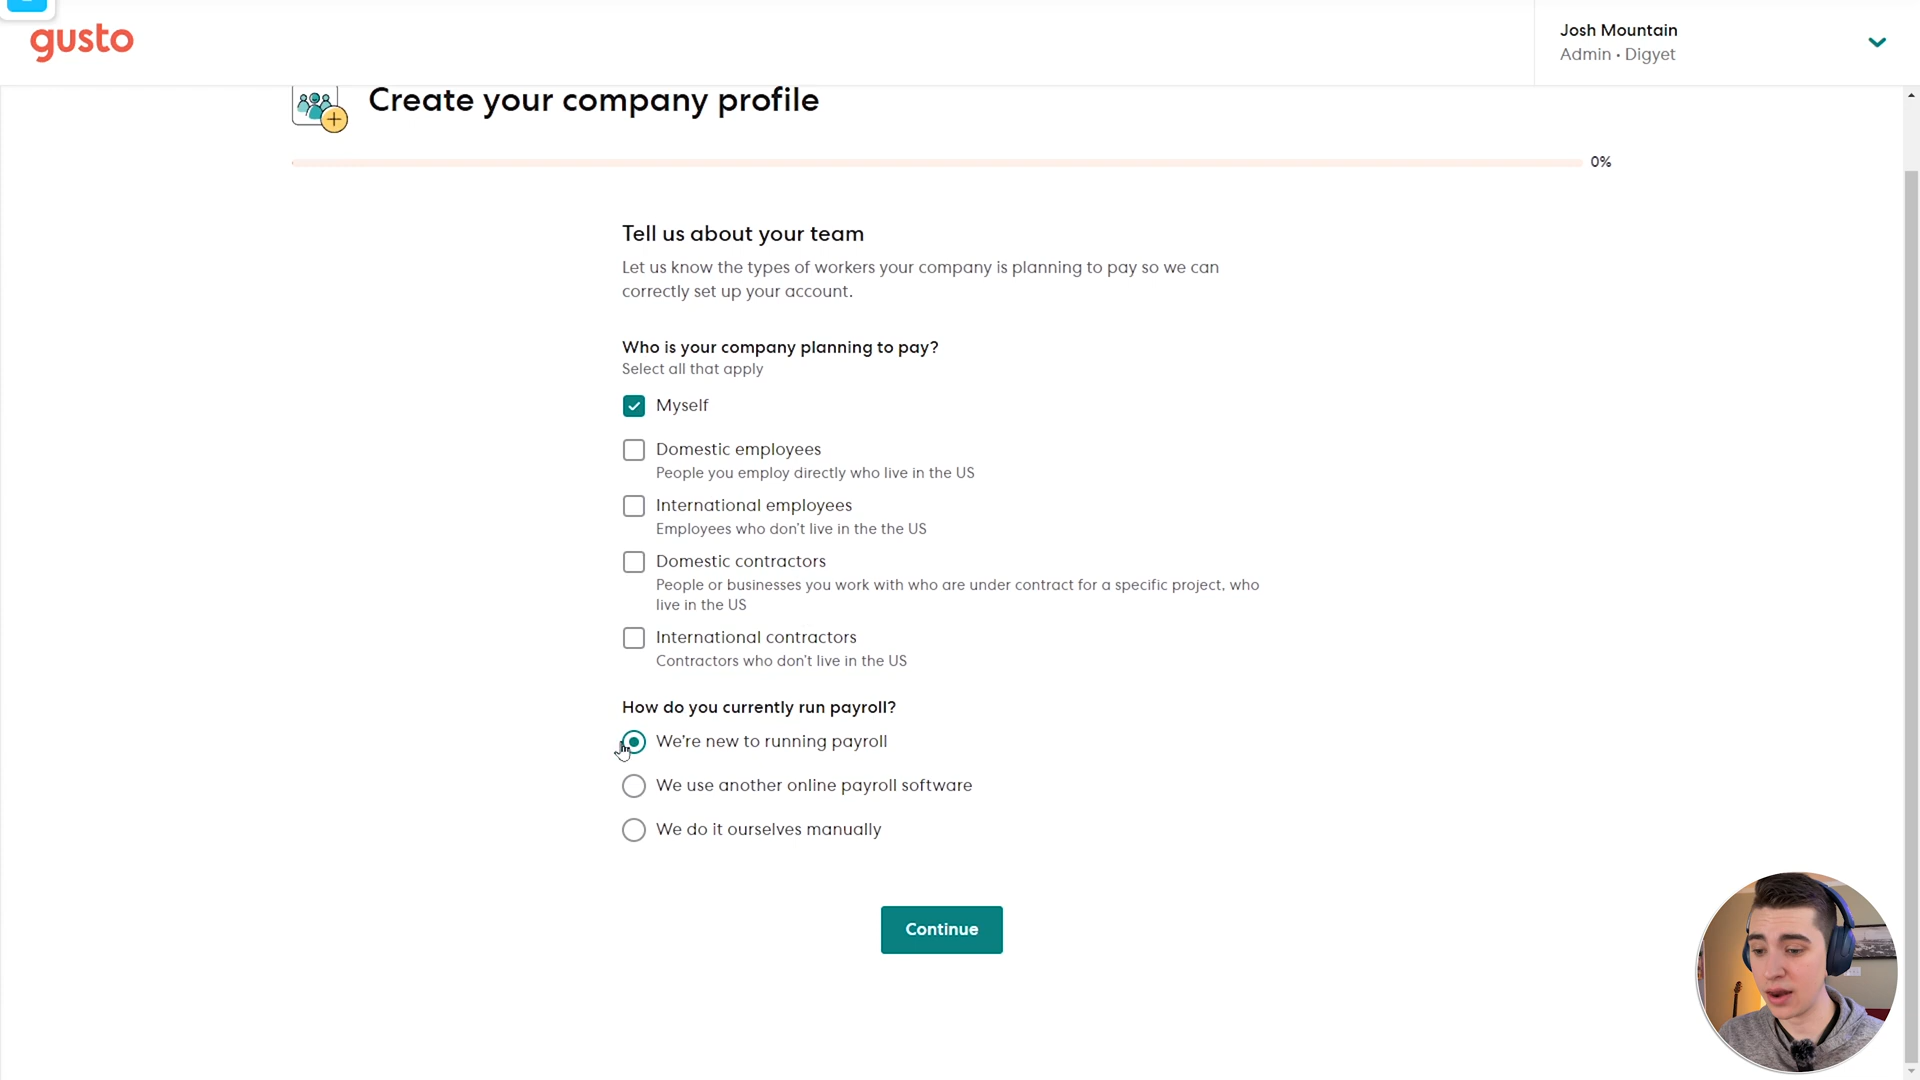 gusto
Josh Mountain
Admin • Digyet
Create your company profile
0%
Tell us about your team
Let us know the types of workers your company is planning to pay so we can
correctly set up your account.
Who is your company planning to pay?
Select all that apply
Myself
Domestic employees
People you employ directly who live in the US
International employees
Employees who don't live in the the US
Domestic contractors
People or businesses you work with who are under contract for a specific project, who
live in the US
International contractors
Contractors who don't live in the US
How do you currently run payroll?
We're new to running payroll
We use another online payroll software
We do it ourselves manually
Continue